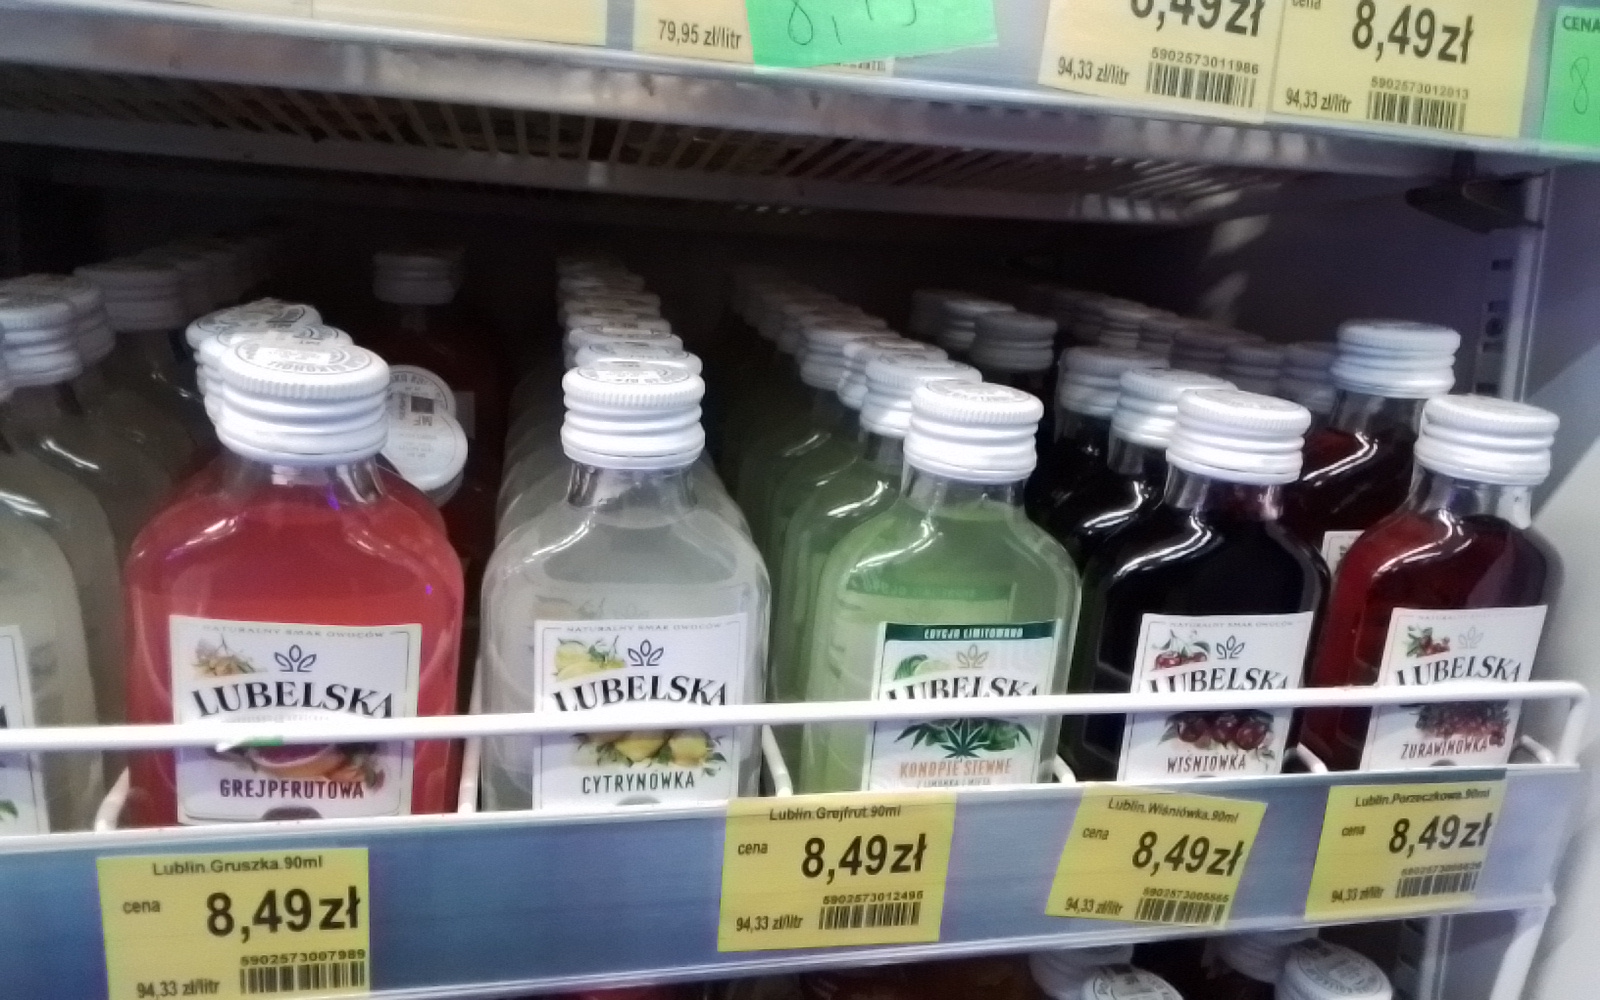 79,95 zł/litr
8,49zł
5902573011986
94,33 zł/litr
cena
8,49zł
5902573012013
94,33 zł/litr
CENA
8
NATURALNY SMAK OWOCÓW
LUBELSKA
GREJPFRUTOWA
NATURALNY SMAK OWOCÓW
LUBELSKA
CYTRYNÓWKA
EDYCJA LIMITOWANA
LUBELSKA
KONOPIE SIEWNE
Z LIMONKĄ I MIĘTĄ
LUBELSKA
WIŚNIÓWKA
LUBELSKA
ŻURAWINÓWKA
Lublin.Gruszka.90ml
cena
8,49zł
5902573007989
94,33 zł/litr
Lublin.Grejfrut.90ml
cena
8,49zł
5902573012495
94,33 zł/litr
Lublin.Wiśniówka.90ml
cena
8,49zł
94,33 zł/litr
Lublin.Porzeczkowa.90ml
cena
8,49zł
94,33 zł/litr